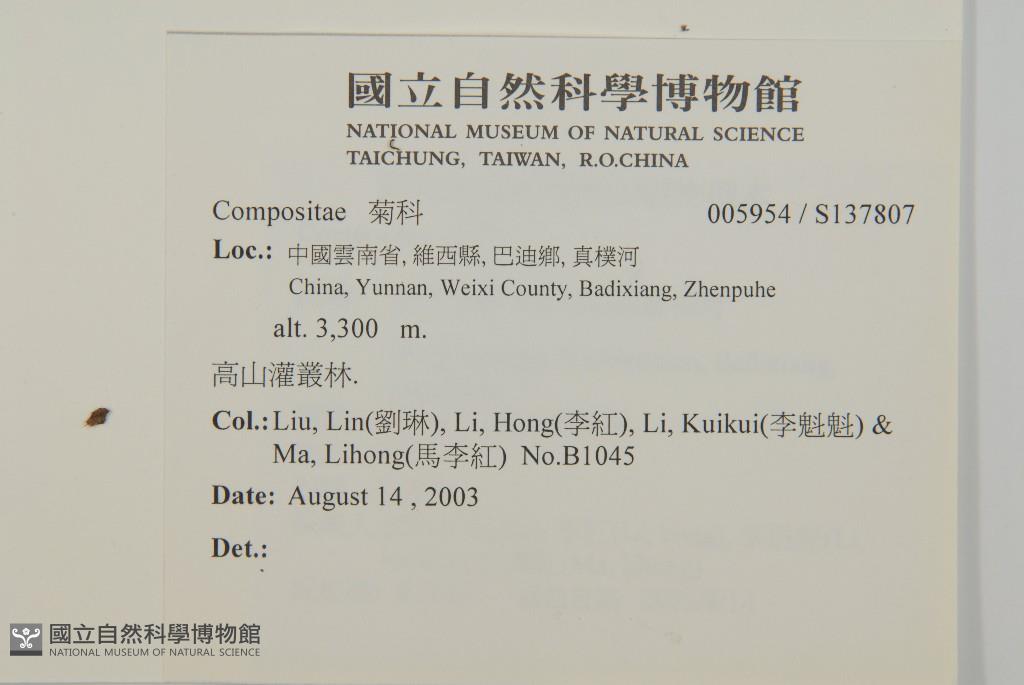 國立自然科學博物館
NATIONAL MUSEUM OF NATURAL SCIENCE
TAICHUNG, TAIWAN, R.O.CHINA
Compositae 菊科 005954 / S137807
Loc.: 中國雲南省, 維西縣, 巴迪鄉, 真樸河
China, Yunnan, Weixi County, Badixiang, Zhenpuhe
alt. 3,300 m.
高山灌叢林.
Col.: Liu, Lin(劉琳), Li, Hong(李紅), Li, Kuikui(李魁魁) &
Ma, Lihong(馬李紅) No.B1045
Date: August 14 , 2003
Det.:
國立自然科學博物館
NATIONAL MUSEUM OF NATURAL SCIENCE